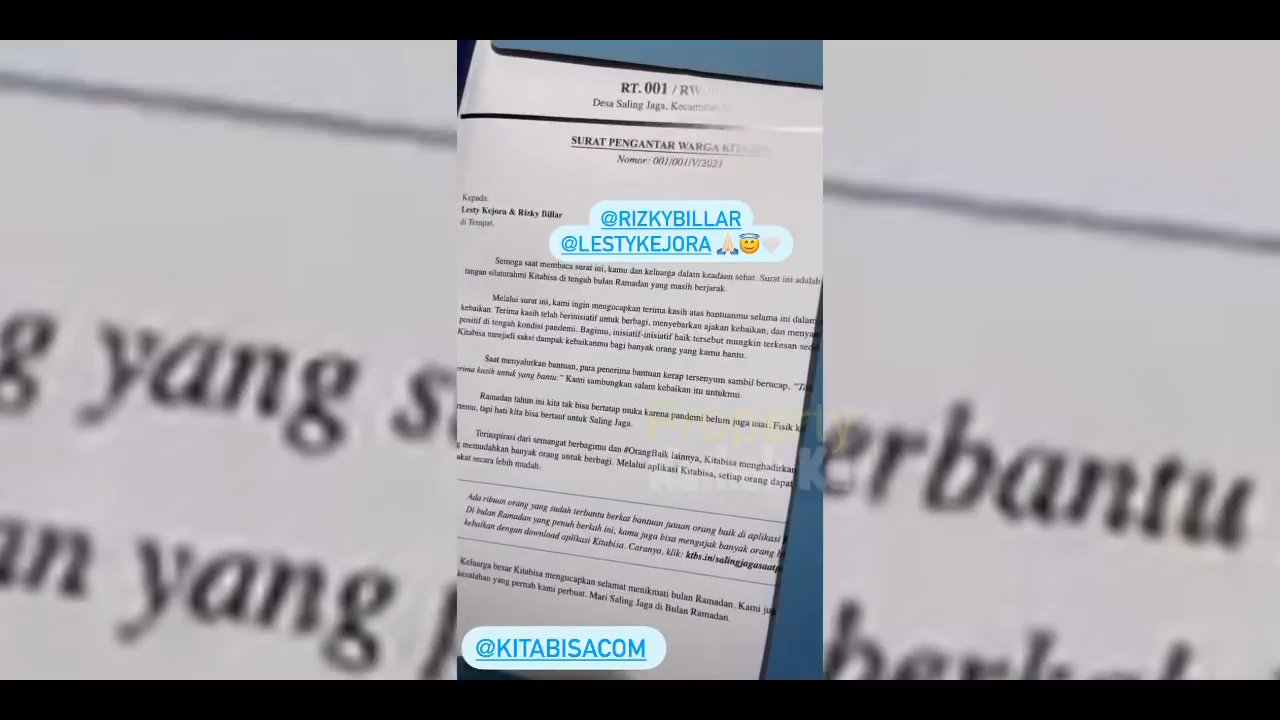 RT. 001 / RW
Desa Saling Jaga, Kecamatan
SURAT PENGANTAR WARGA
Nomor: 001/001/V/2021
Kepada.
Lesty Kejora & Rizky Billar
di Tempat.
@RIZKYBILLAR
@LESTYKEJORA 🙏🏻😇🤍
Semoga saat membaca surat ini, kamu dan keluarga dalam keadaan sehat. Surat ini adalah
tangan silaturahmi Kitabisa di tengah bulan Ramadan yang masih berjarak.
Melalui surat ini, kami ingin mengucapkan terima kasih atas bantuanmu selama ini dalam
kebaikan. Terima kasih telah berinisiatif untuk berbagi, menyebarkan ajakan kebaikan, dan
positif di tengah kondisi pandemi. Bagimu, inisiatif-inisiatif baik tersebut mungkin terkesan
Kitabisa menjadi saksi dampak kebaikanmu bagi banyak orang yang kamu bantu.
Saat menyalurkan bantuan, para penerima bantuan kerap tersenyum sambil berucap,
kasih untuk yang bantu." Kami sambungkan salam kebaikan itu untukmu.
Ramadan tahun ini kita tak bisa bertatap muka karena pandemi belum juga usai. Fisik
tapi hati kita bisa bertaut untuk Saling Jaga.
Terinspirasi dari semangat berbagimu dan #OrangBaik lainnya, Kitabisa menghadirkan
memudahkan banyak orang untuk berbagi. Melalui aplikasi Kitabisa, setiap orang dapat
secara lebih mudah.
Ada ribuan orang yang sudah terbantu berkat bantuan jutaan orang baik di aplikasi
Di bulan Ramadan yang penuh berkah ini, kamu juga bisa mengajak banyak orang
kebaikan dengan download aplikasi Kitabisa. Caranya, klik: ktbs.in/salingjagasaat
Keluarga besar Kitabisa mengucapkan selamat menikmati bulan Ramadan. Kami
kesalahan yang pernah kami perbuat. Mari Saling Jaga di Bulan Ramadan.
@KITABISACOM
Property
yang
erbantu
yang